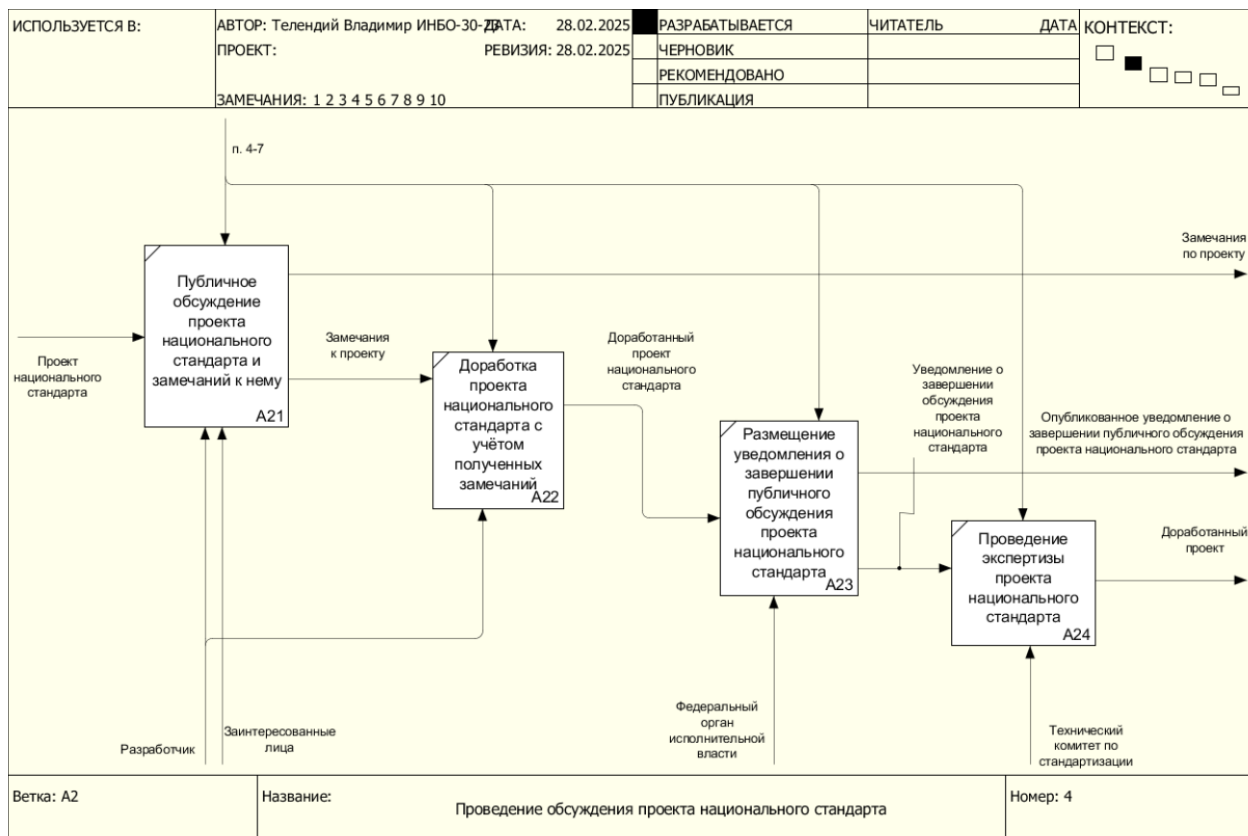 ИСПОЛЬЗУЕТСЯ В:
АВТОР: Телендий Владимир ИНБО-30-23
ДАТА: 28.02.2025
ПРОЕКТ:
РЕВИЗИЯ: 28.02.2025
ЗАМЕЧАНИЯ: 1 2 3 4 5 6 7 8 9 10
РАЗРАБАТЫВАЕТСЯ
ЧЕРНОВИК
РЕКОМЕНДОВАНО
ПУБЛИКАЦИЯ
ЧИТАТЕЛЬ
ДАТА
КОНТЕКСТ:
п. 4-7
Замечания
по проекту
Публичное
обсуждение
проекта
национального
стандарта и
замечаний к нему
A21
Проект
национального
стандарта
Замечания
к проекту
Доработка
проекта
национального
стандарта с
учётом
полученных
замечаний
A22
Доработанный
проект
национального
стандарта
Размещение
уведомления о
завершении
публичного
обсуждения
проекта
национального
стандарта
A23
Уведомление о
завершении
обсуждения
проекта
национального
стандарта
Опубликованное уведомление о
завершении публичного обсуждения
проекта национального стандарта
Проведение
экспертизы
проекта
национального
стандарта
A24
Доработанный
проект
Разработчик
Заинтересованные
лица
Федеральный
орган
исполнительной
власти
Технический
комитет по
стандартизации
Ветка: A2
Название:
Проведение обсуждения проекта национального стандарта
Номер: 4